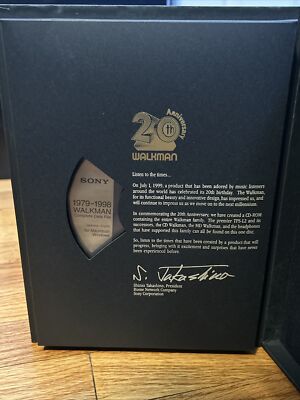 20th
Anniversary
WALKMAN
Listen to the times...
On July 1, 1999, a product that has been adored by music listeners
around the world has celebrated its 20th birthday. The Walkman,
for its functional beauty and innovative design, has impressed us, and
will continue to impress us as we move on to the next millennium.
In commemorating the 20th Anniversary, we have created a CD-ROM
containing the entire Walkman family. The premier TPS-L2 and its
successors, the CD Walkman, the MD Walkman, and the headphones
that have supported this family can all be found on this one disc.
So, listen to the times that have been created by a product that will
progress, bringing with it excitement and surprises that have never
been experienced before.
S. Takashino
Shizuo Takashino, President
Home Network Company
Sony Corporation
SONY
1979-1998
WALKMAN
Complete Data File
for Macintosh
Windows